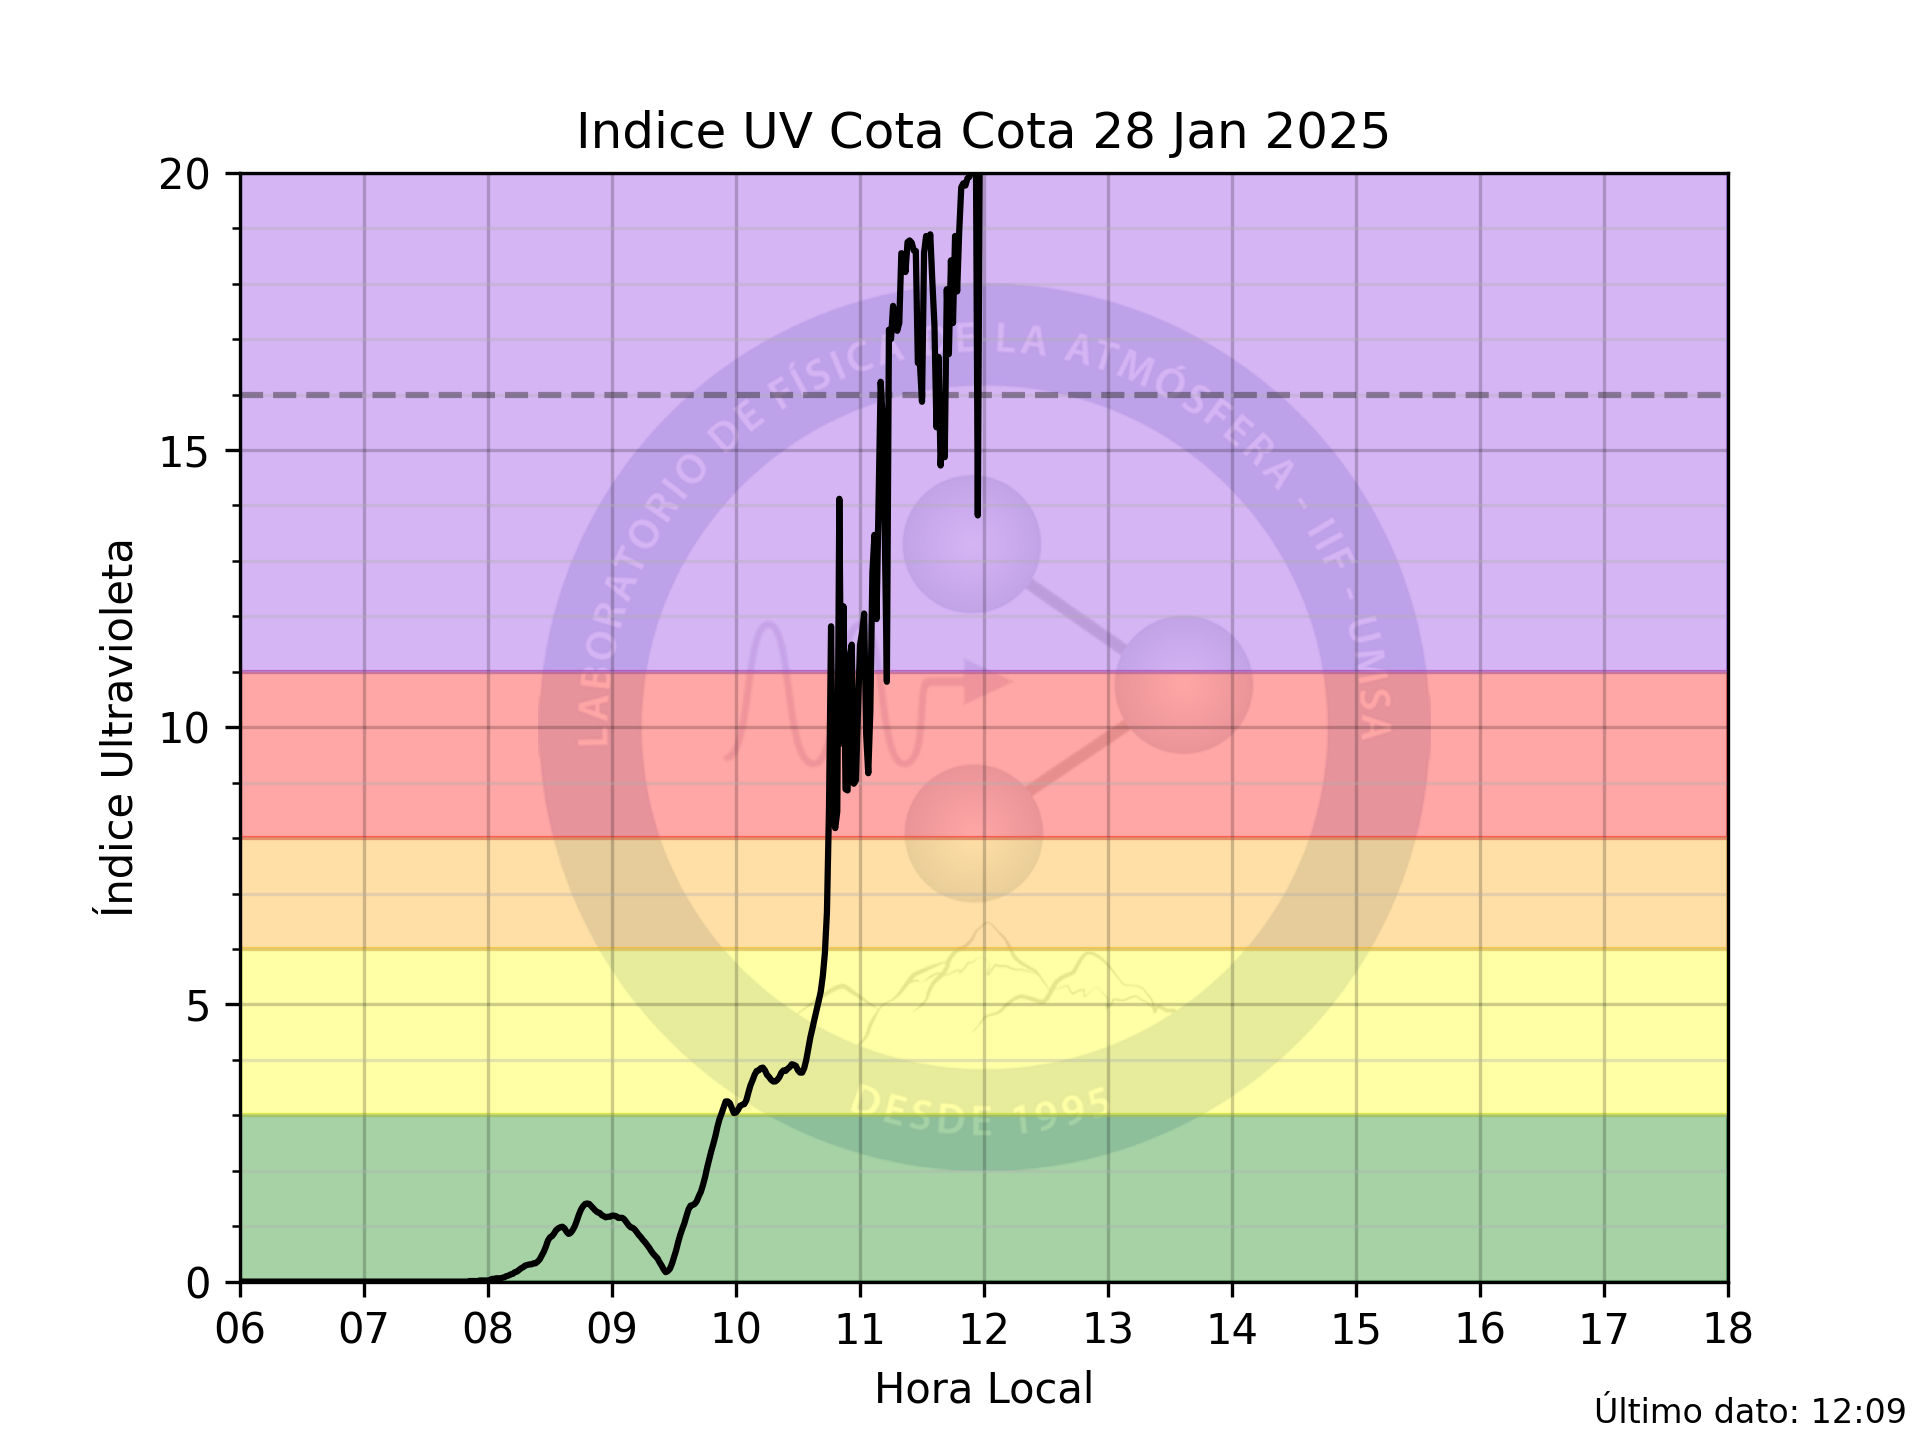 Indice UV Cota Cota 28 Jan 2025
20
15
10
5
0
Índice Ultravioleta
LABORATORIO DE FÍSICA DE LA ATMÓSFERA - IIF - UMSA
DESDE 1995
06 07 08 09 10 11 12 13 14 15 16 17 18
Hora Local
Último dato: 12:09